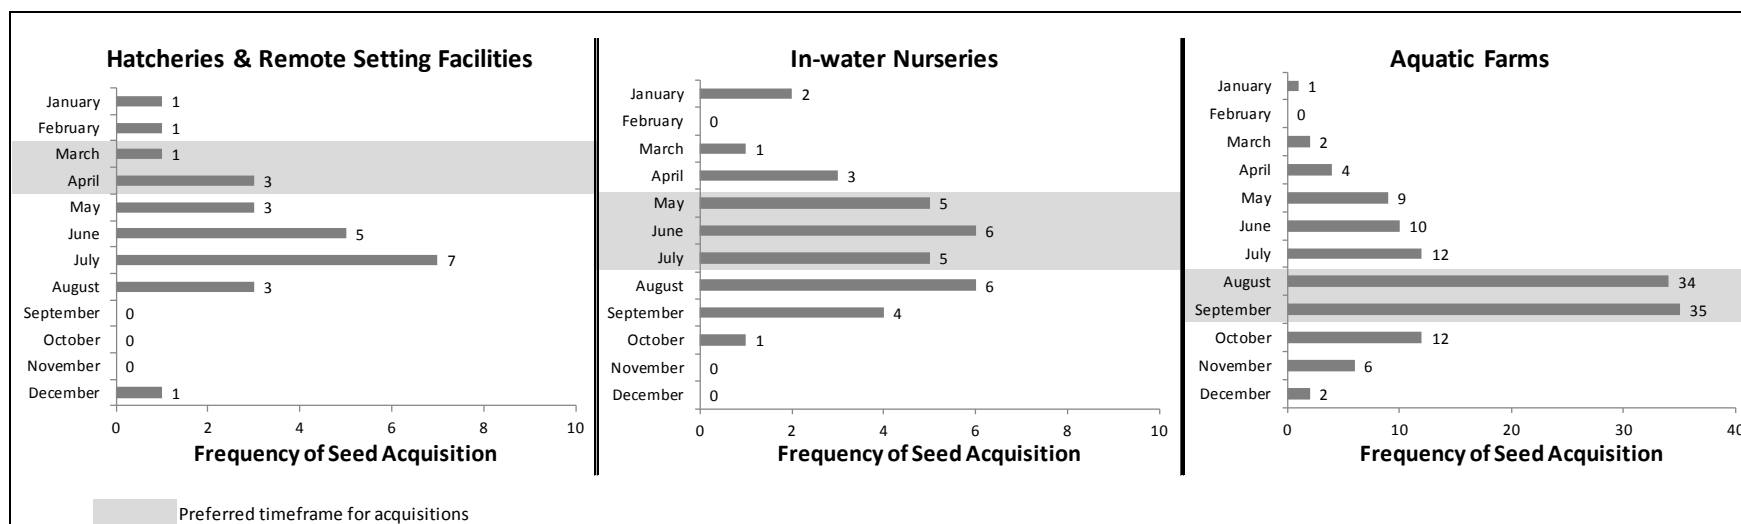 Hatcheries & Remote Setting Facilities
January 1
February 1
March 1
April 3
May 3
June 5
July 7
August 3
September 0
October 0
November 0
December 1
0 2 4 6 8 10
Frequency of Seed Acquisition
In-water Nurseries
January 2
February 0
March 1
April 3
May 5
June 6
July 5
August 6
September 4
October 1
November 0
December 0
0 2 4 6 8 10
Frequency of Seed Acquisition
Aquatic Farms
January 1
February 0
March 2
April 4
May 9
June 10
July 12
August 34
September 35
October 12
November 6
December 2
0 10 20 30 40
Frequency of Seed Acquisition
Preferred timeframe for acquisitions